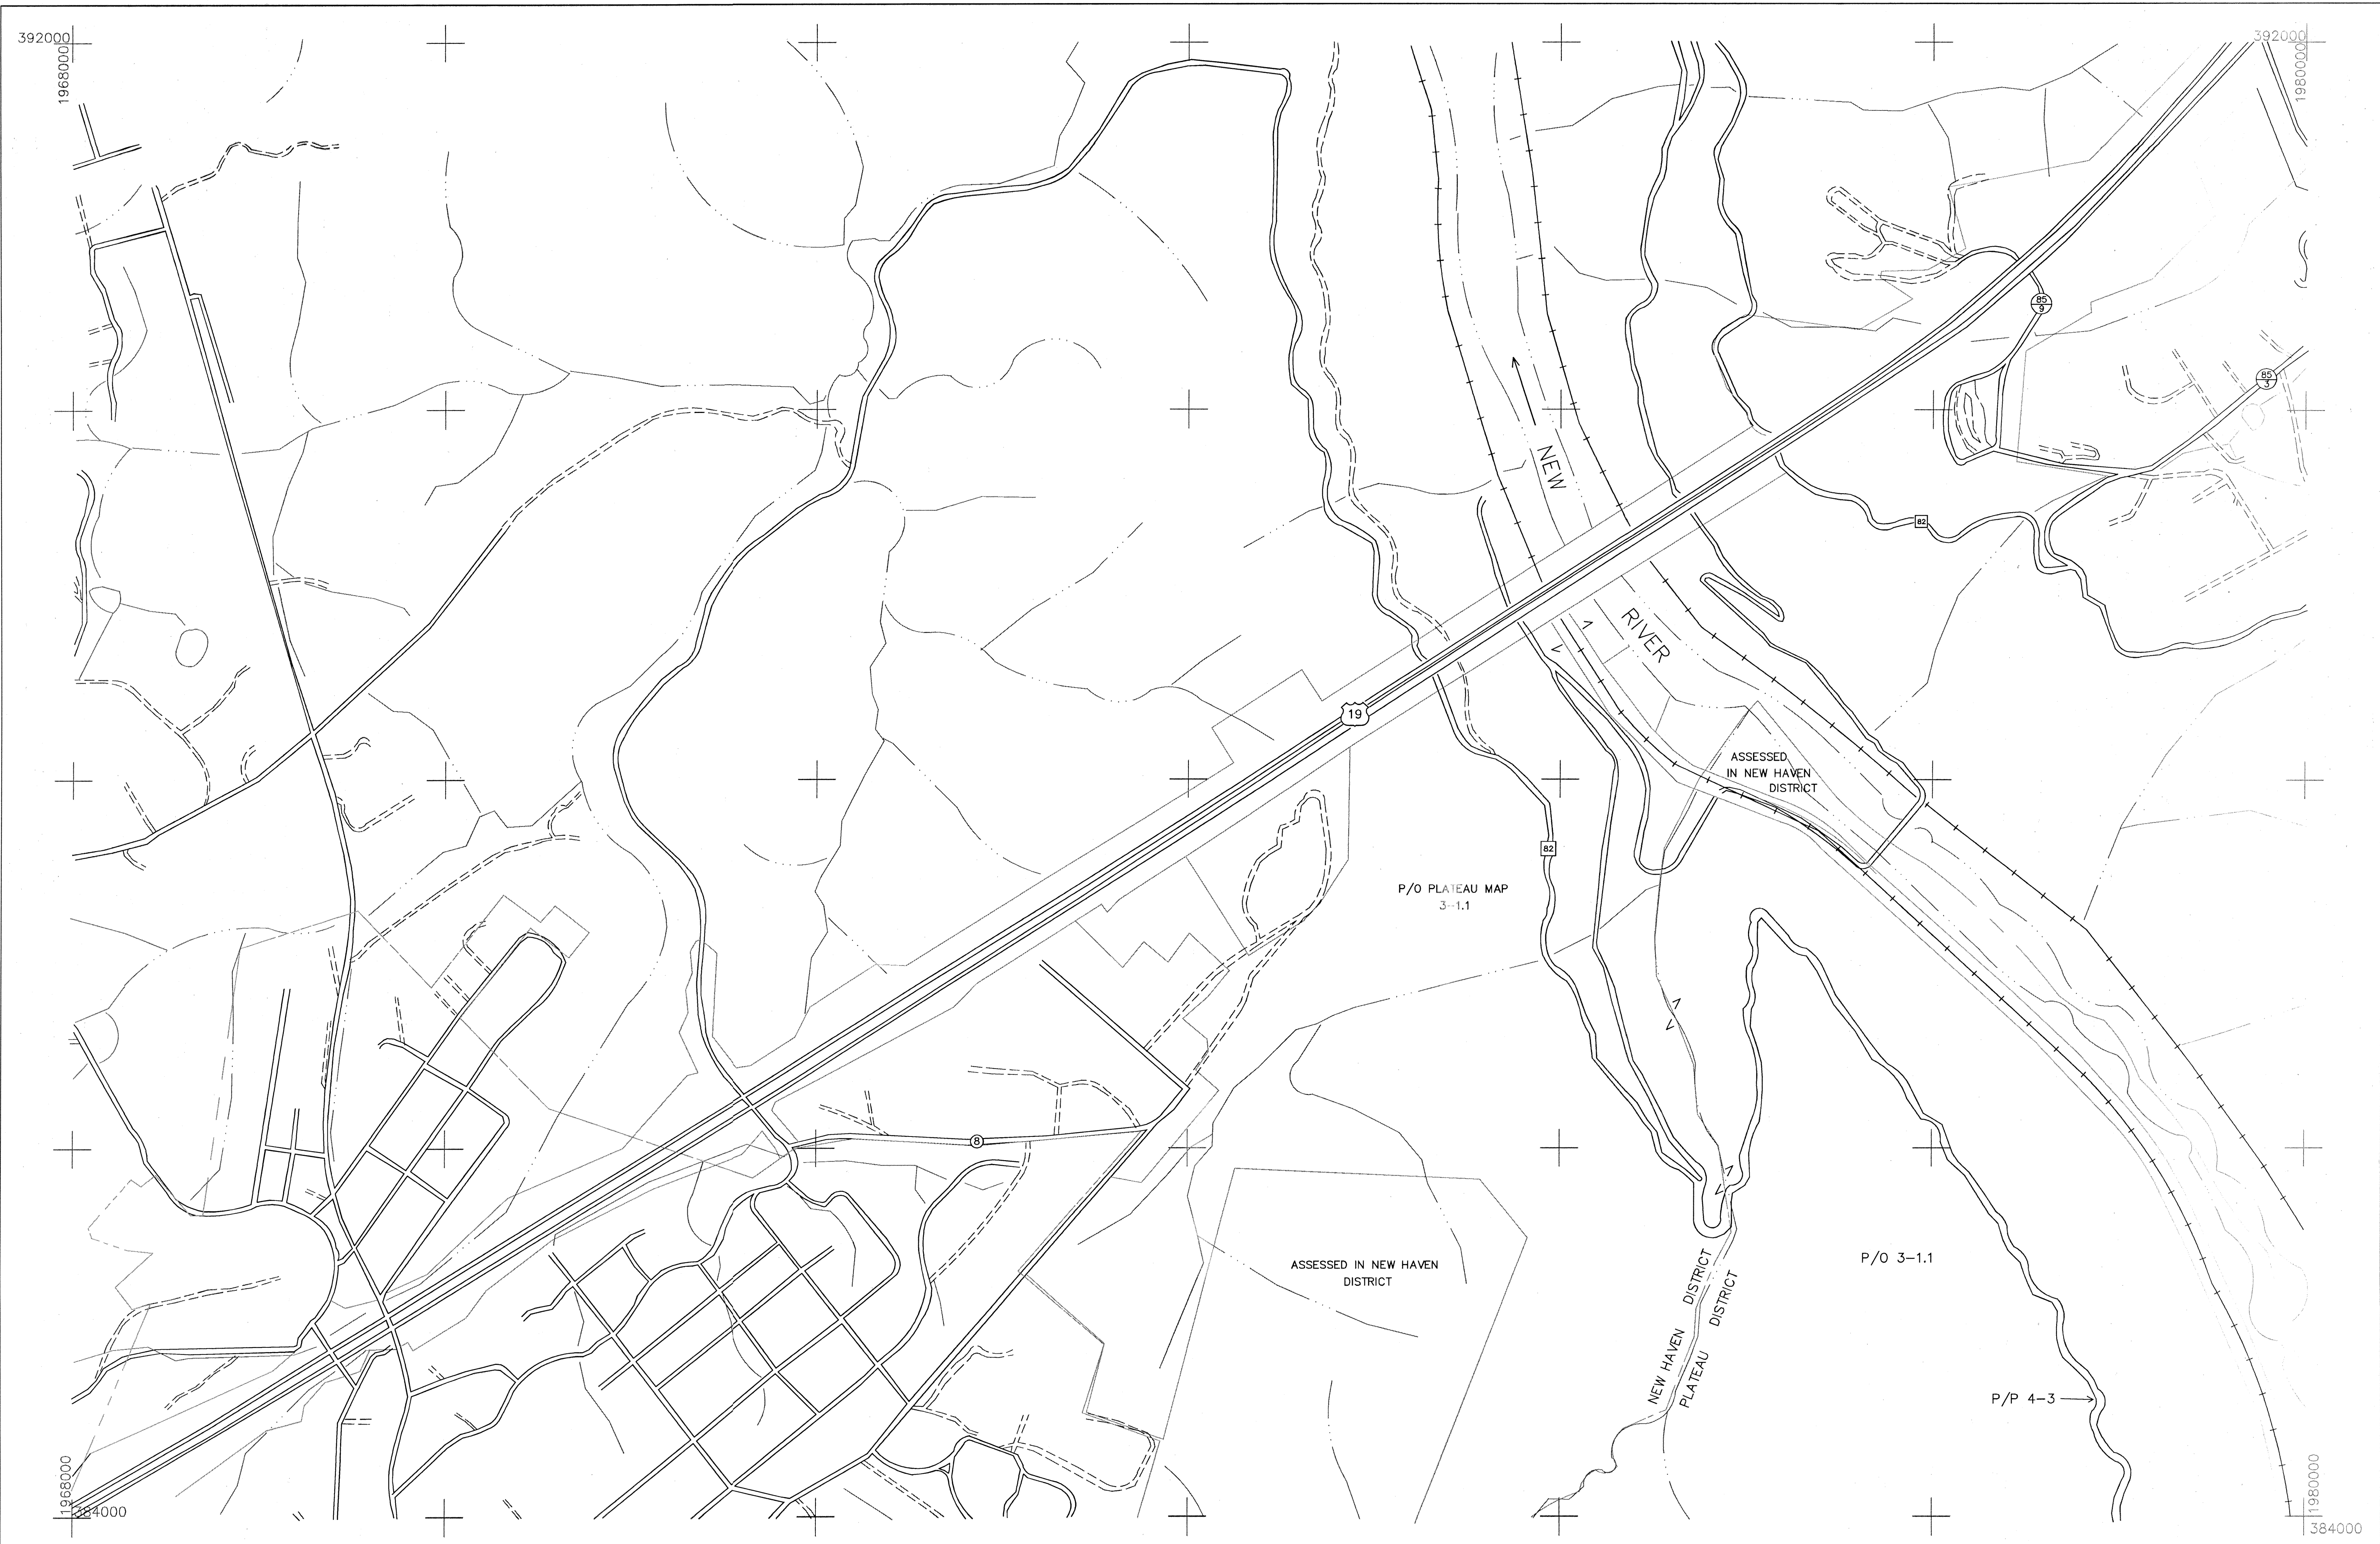 392000
1968000
392000
1980000
85
9
85
3
NEW
82
RIVER
19
ASSESSED
IN NEW HAVEN
DISTRICT
82
P/O PLATEAU MAP
3-1.1
8
ASSESSED IN NEW HAVEN
DISTRICT
P/O 3-1.1
NEW HAVEN DISTRICT
PLATEAU DISTRICT
P/P 4-3
1968000
384000
1980000
384000